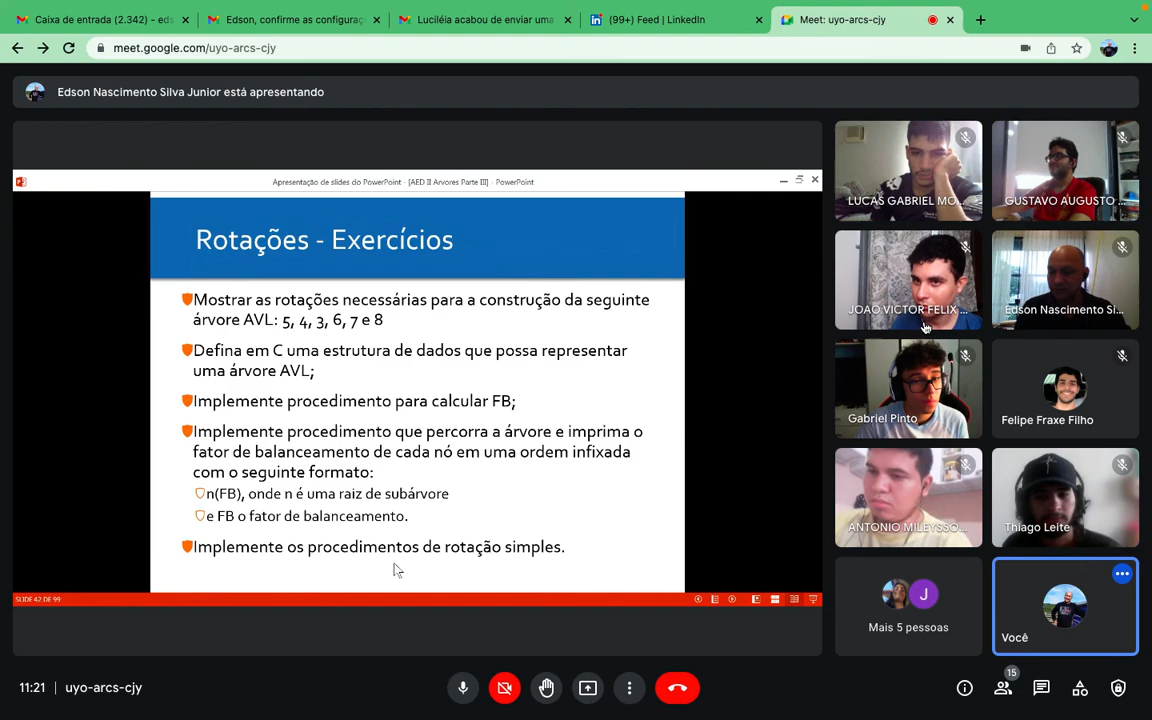 Caixa de entrada (2.342) - eds
Edson, confirme as configuraç
Luciléia acabou de enviar uma
(99+) Feed | LinkedIn
Meet: uyo-arcs-cjy
meet.google.com/uyo-arcs-cjy
Edson Nascimento Silva Junior está apresentando
Apresentação de slides do PowerPoint - [AED II Arvores Parte III] - PowerPoint
Rotações - Exercícios
Mostrar as rotações necessárias para a construção da seguinte
árvore AVL: 5, 4, 3, 6, 7 e 8
Defina em C uma estrutura de dados que possa representar
uma árvore AVL;
Implemente procedimento para calcular FB;
Implemente procedimento que percorra a árvore e imprima o
fator de balanceamento de cada nó em uma ordem infixada
com o seguinte formato:
n(FB), onde n é uma raiz de subárvore
e FB o fator de balanceamento.
Implemente os procedimentos de rotação simples.
SLIDE 42 DE 99
LUCAS GABRIEL MO...
GUSTAVO AUGUSTO ...
JOAO VICTOR FELIX ...
Edson Nascimento Sl...
Gabriel Pinto
Felipe Fraxe Filho
ANTONIO MILEYSSO...
Thiago Leite
J
Mais 5 pessoas
Você
11:21 | uyo-arcs-cjy
15